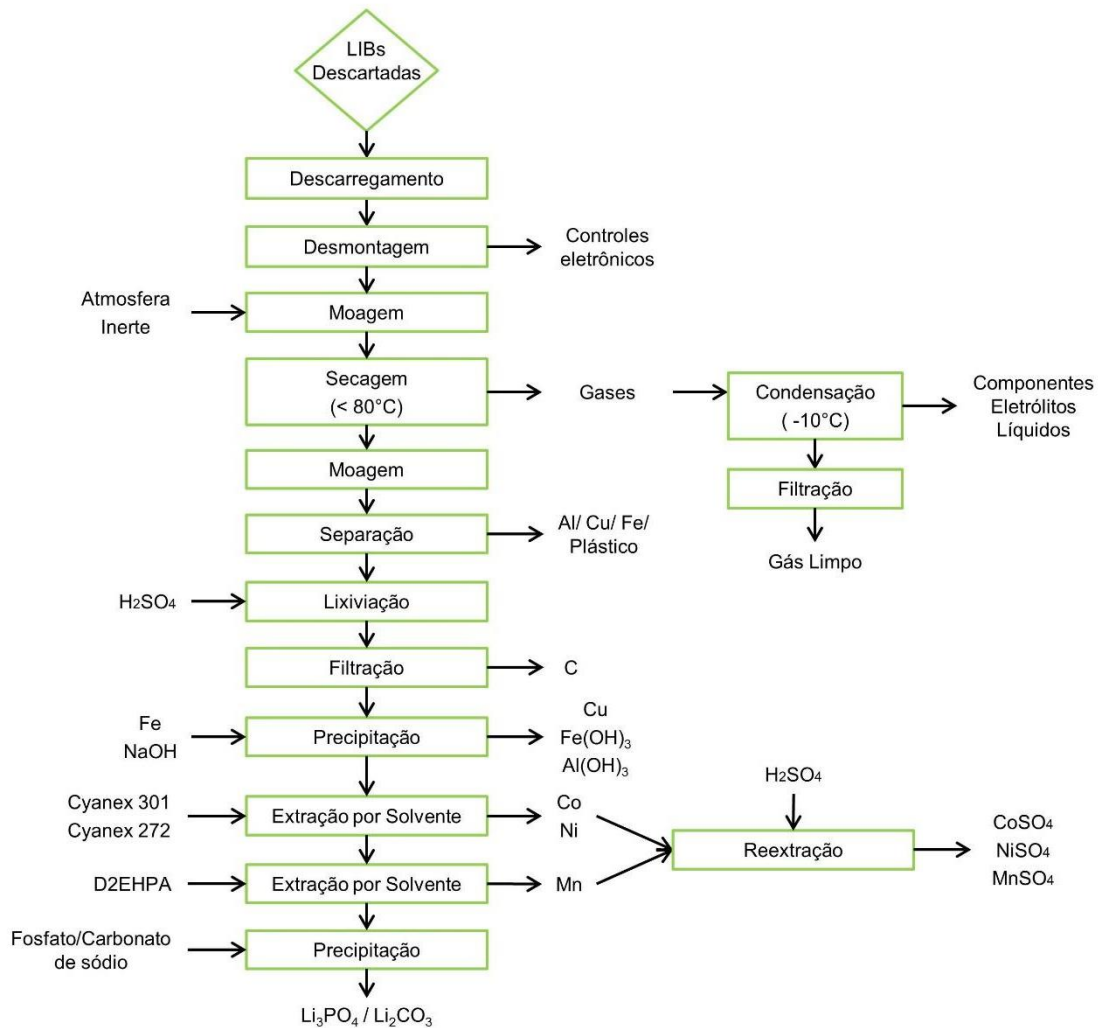 LIBs
Descartadas
Descarregamento
Desmontagem
Controles
eletrônicos
Atmosfera
Inerte
Moagem
Secagem
(< 80°C)
Gases
Condensação
( -10°C)
Componentes
Eletrólitos
Líquidos
Moagem
Filtração
Separação
Al/ Cu/ Fe/
Plástico
Gás Limpo
H₂SO₄
Lixiviação
Filtração
C
Fe
NaOH
Precipitação
Cu
Fe(OH)₃
Al(OH)₃
Cyanex 301
Cyanex 272
Extração por Solvente
Co
Ni
H₂SO₄
Reextração
CoSO₄
NiSO₄
MnSO₄
D2EHPA
Extração por Solvente
Mn
Fosfato/Carbonato
de sódio
Precipitação
Li₃PO₄ / Li₂CO₃